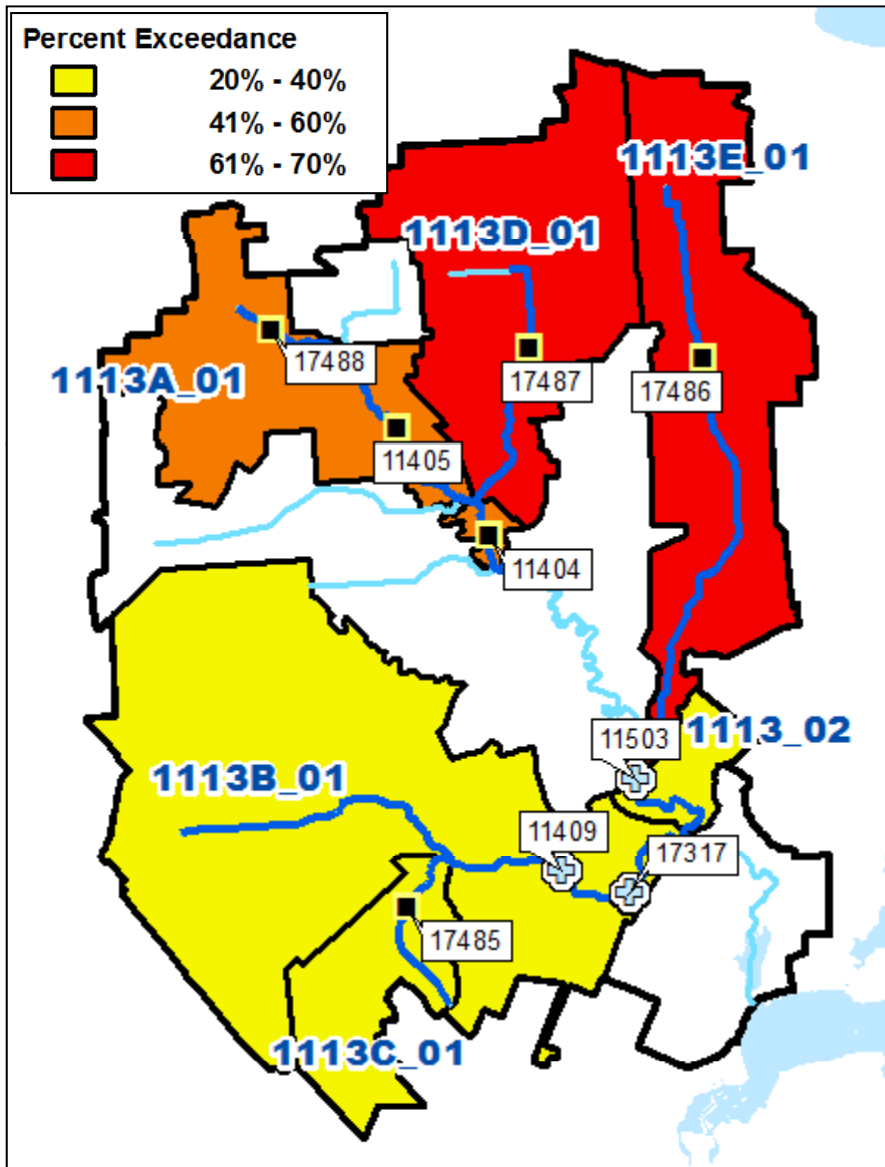 Percent Exceedance
20% - 40%
41% - 60%
61% - 70%
1113E_01
1113D_01
17488
17487
17486
1113A_01
11405
11404
11503
1113_02
1113B_01
11409
17317
17485
1113C_01